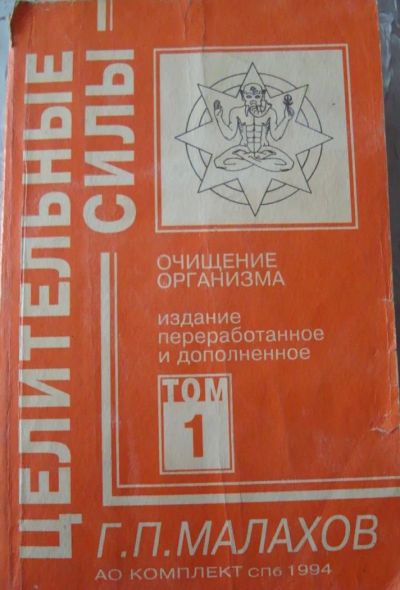 ЦЕЛИТЕЛЬНЫЕ
СИЛЫ
ОЧИЩЕНИЕ
ОРГАНИЗМА
издание
переработанное
и дополненное
ТОМ
1
Г.П.МАЛАХОВ
АО КОМПЛЕКТ СПб 1994